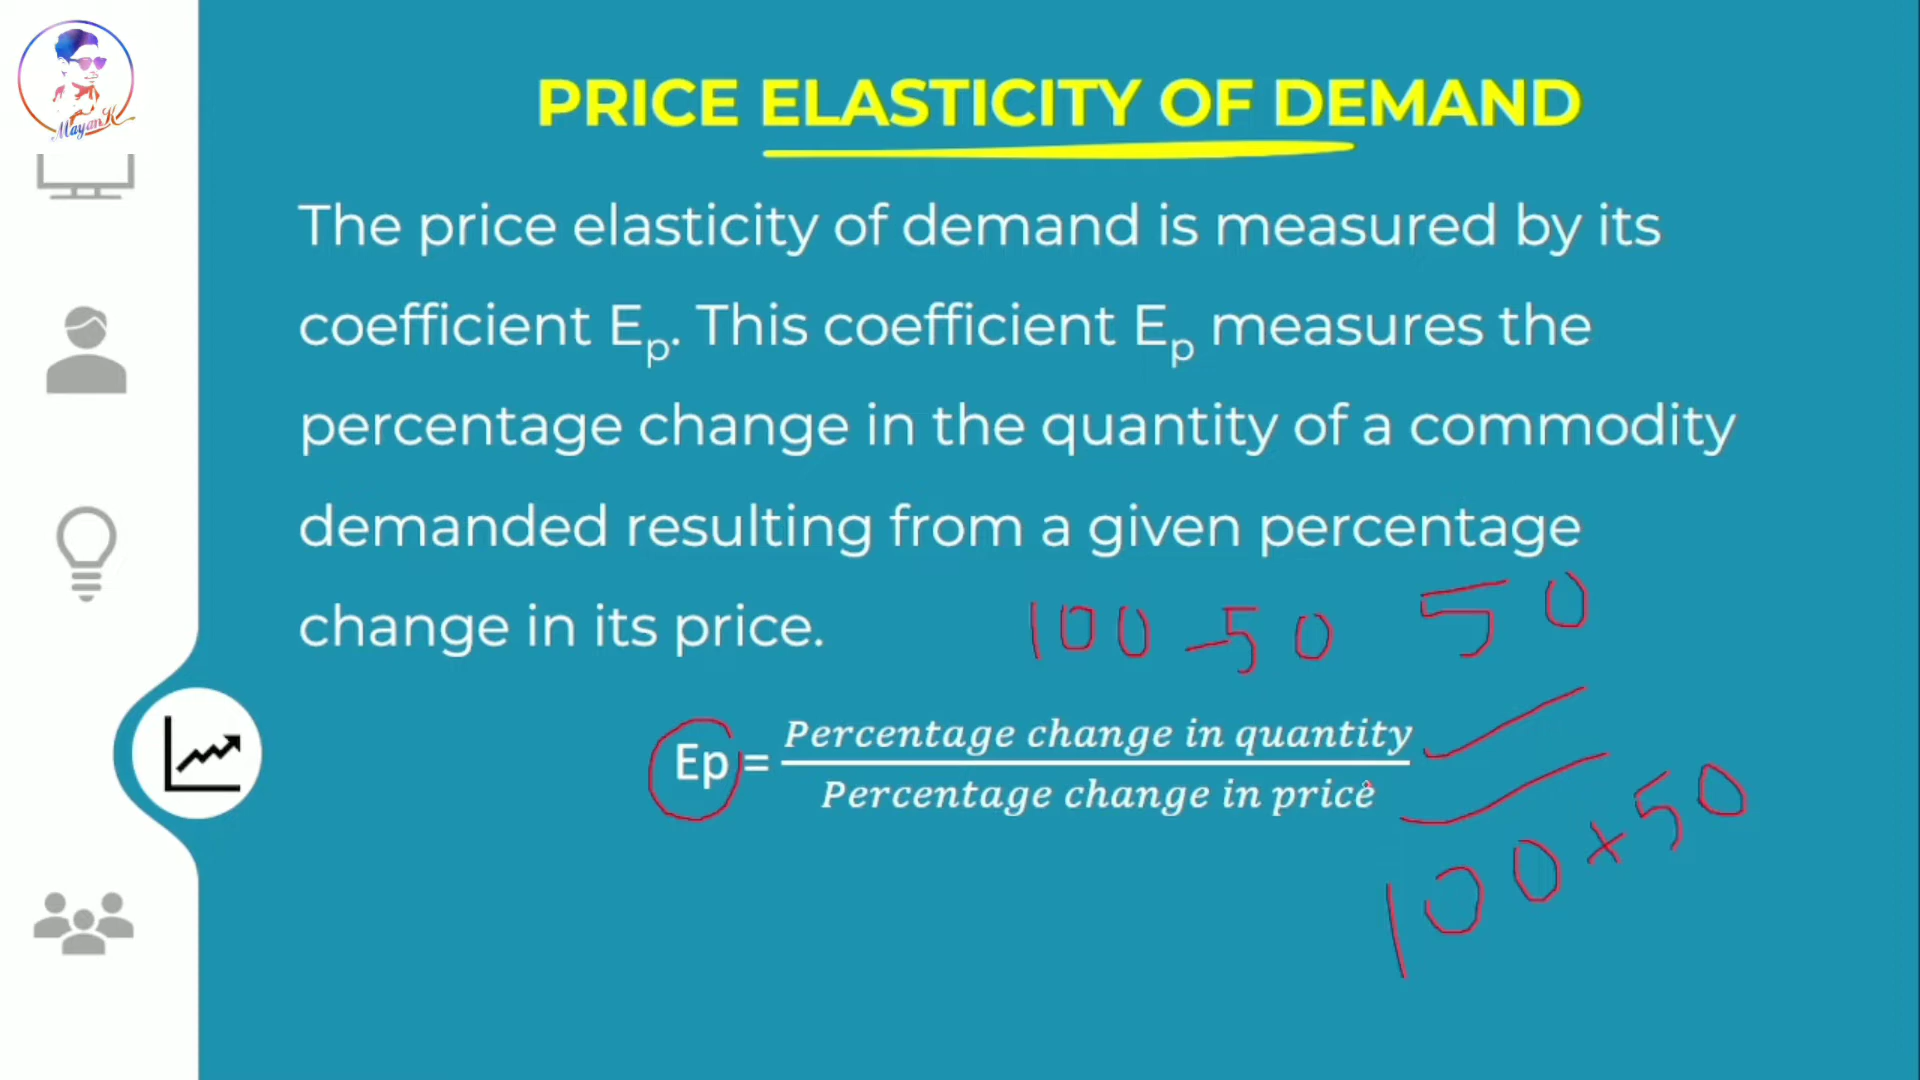 MayanK
PRICE ELASTICITY OF DEMAND
The price elasticity of demand is measured by its
coefficient Eₚ. This coefficient Eₚ measures the
percentage change in the quantity of a commodity
demanded resulting from a given percentage
change in its price.
100 -50 50
Ep = Percentage change in quantity
Percentage change in price
100+50